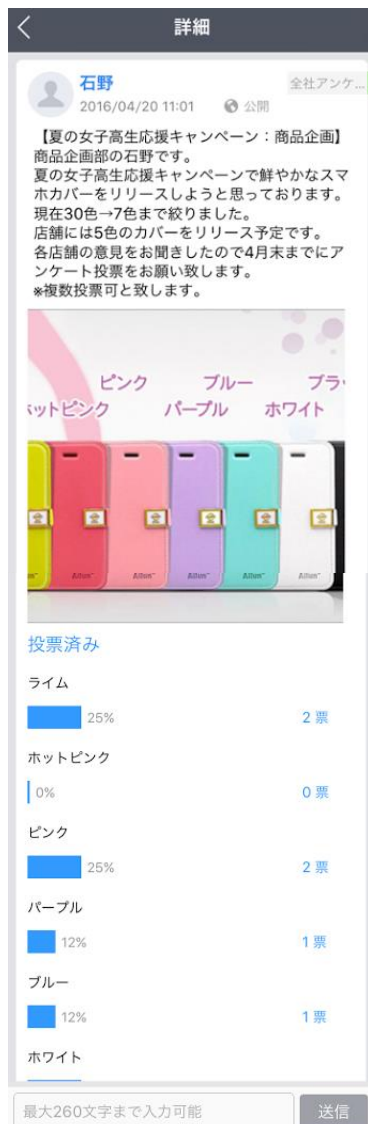 詳細
石野
全社アンケ...
2016/04/20 11:01
公開
【夏の女子高生応援キャンペーン：商品企画】
商品企画部の石野です。
夏の女子高生応援キャンペーンで鮮やかなスマ
ホカバーをリリースしようと思っております。
現在30色→7色まで絞りました。
店舗には5色のカバーをリリース予定です。
各店舗の意見をお聞きしたので4月末までにア
ンケート投票をお願い致します。
※複数投票可と致します。
ピンク ブルー ブラ
ットピンク パープル ホワイト
投票済み
ライム
25% 2 票
ホットピンク
0% 0 票
ピンク
25% 2 票
パープル
12% 1 票
ブルー
12% 1 票
ホワイト
最大260文字まで入力可能
送信